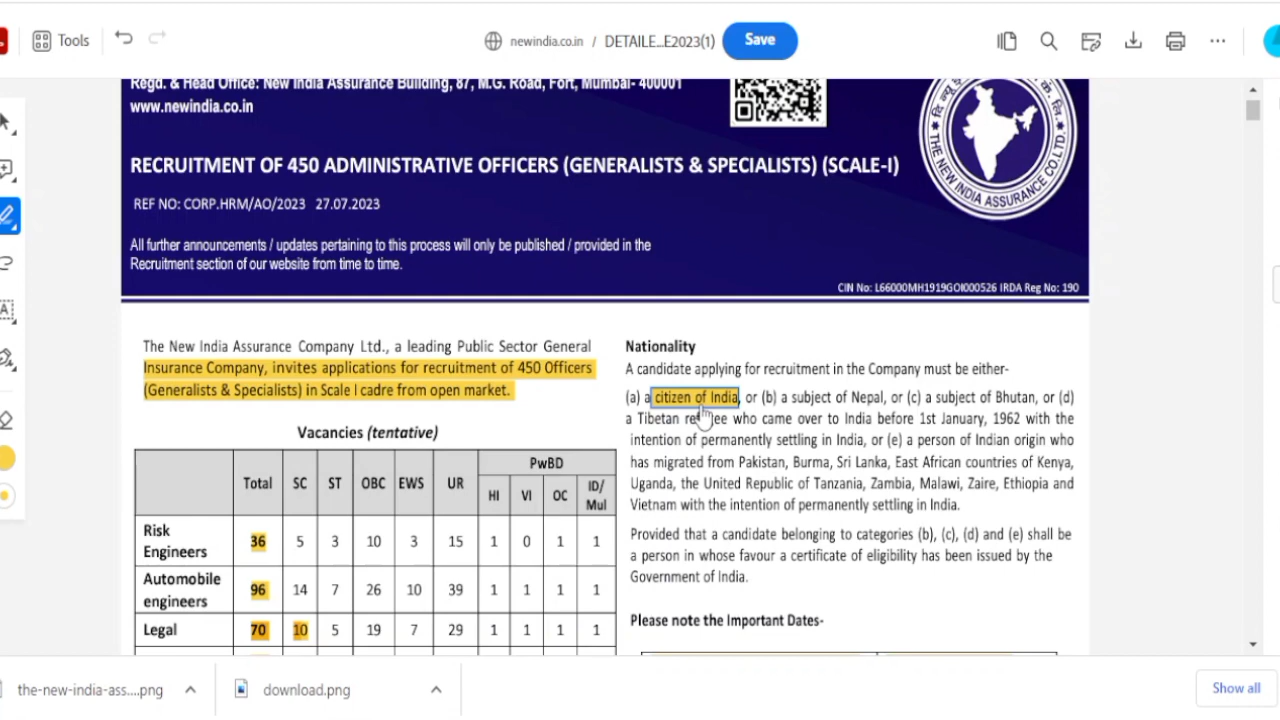 Tools
newindia.co.in / DETAILE...E2023(1)
Save
Regd. & Head Office: New India Assurance Building, 87, M.G. Road, Fort, Mumbai- 400001
www.newindia.co.in
RECRUITMENT OF 450 ADMINISTRATIVE OFFICERS (GENERALISTS & SPECIALISTS) (SCALE-I)
REF NO: CORP.HRM/AO/2023 27.07.2023
All further announcements / updates pertaining to this process will only be published / provided in the
Recruitment section of our website from time to time.
THE NEW INDIA ASSURANCE CO.LTD.
CIN No: L66000MH1919GOI000526 IRDA Reg No: 190
The New India Assurance Company Ltd., a leading Public Sector General
Insurance Company, invites applications for recruitment of 450 Officers
(Generalists & Specialists) in Scale I cadre from open market.
Vacancies (tentative)
Total SC ST OBC EWS UR PwBD
HI VI OC ID/
Mul
Risk
Engineers 36 5 3 10 3 15 1 0 1 1
Automobile
engineers 96 14 7 26 10 39 1 1 1 1
Legal 70 10 5 19 7 29 1 1 1 1
Nationality
A candidate applying for recruitment in the Company must be either-
(a) a citizen of India, or (b) a subject of Nepal, or (c) a subject of Bhutan, or (d)
a Tibetan refugee who came over to India before 1st January, 1962 with the
intention of permanently settling in India, or (e) a person of Indian origin who
has migrated from Pakistan, Burma, Sri Lanka, East African countries of Kenya,
Uganda, the United Republic of Tanzania, Zambia, Malawi, Zaire, Ethiopia and
Vietnam with the intention of permanently settling in India.
Provided that a candidate belonging to categories (b), (c), (d) and (e) shall be
a person in whose favour a certificate of eligibility has been issued by the
Government of India.
Please note the Important Dates-
the-new-india-ass....png
download.png
Show all